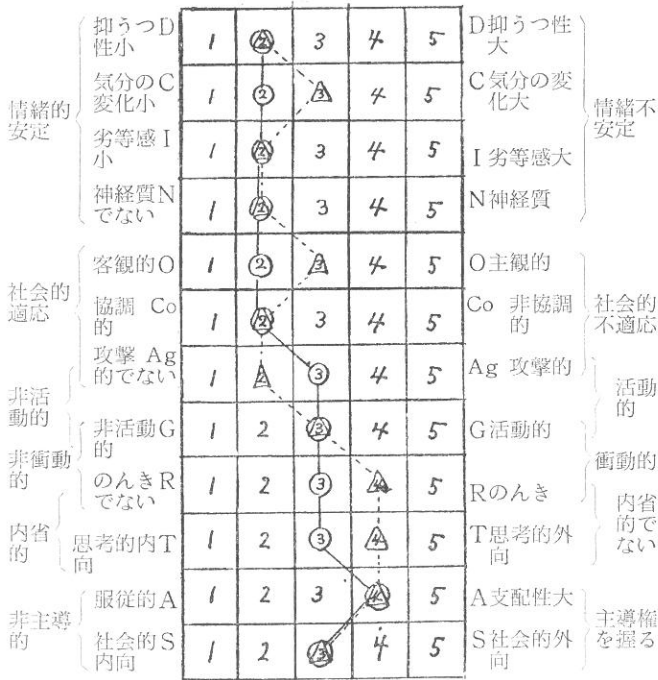 抑うつD
性小
1 2 3 4 5
D抑うつ性
大
気分のC
変化小
1 2 3 4 5
C気分の変
化大
情緒的
安定
情緒不
安定
劣等感I
小
1 2 3 4 5
I劣等感大
神経質N
でない
1 2 3 4 5
N神経質
客観的O
1 2 3 4 5
O主観的
社会的
適応
社会的
不適応
協調 Co
的
1 2 3 4 5
Co 非協調
的
攻撃 Ag
的でない
1 2 3 4 5
Ag 攻撃的
非活
動的
活動
的
非活動G
的
1 2 3 4 5
G活動的
非衝動
的
衝動的
のんきR
でない
1 2 3 4 5
Rのんき
内省
的
内省
的で
ない
思考的内T
向
1 2 3 4 5
T思考的外
向
服従的A
1 2 3 4 5
A支配性大
非主導
的
主導権
を握る
社会的S
内向
1 2 3 4 5
S社会的外
向